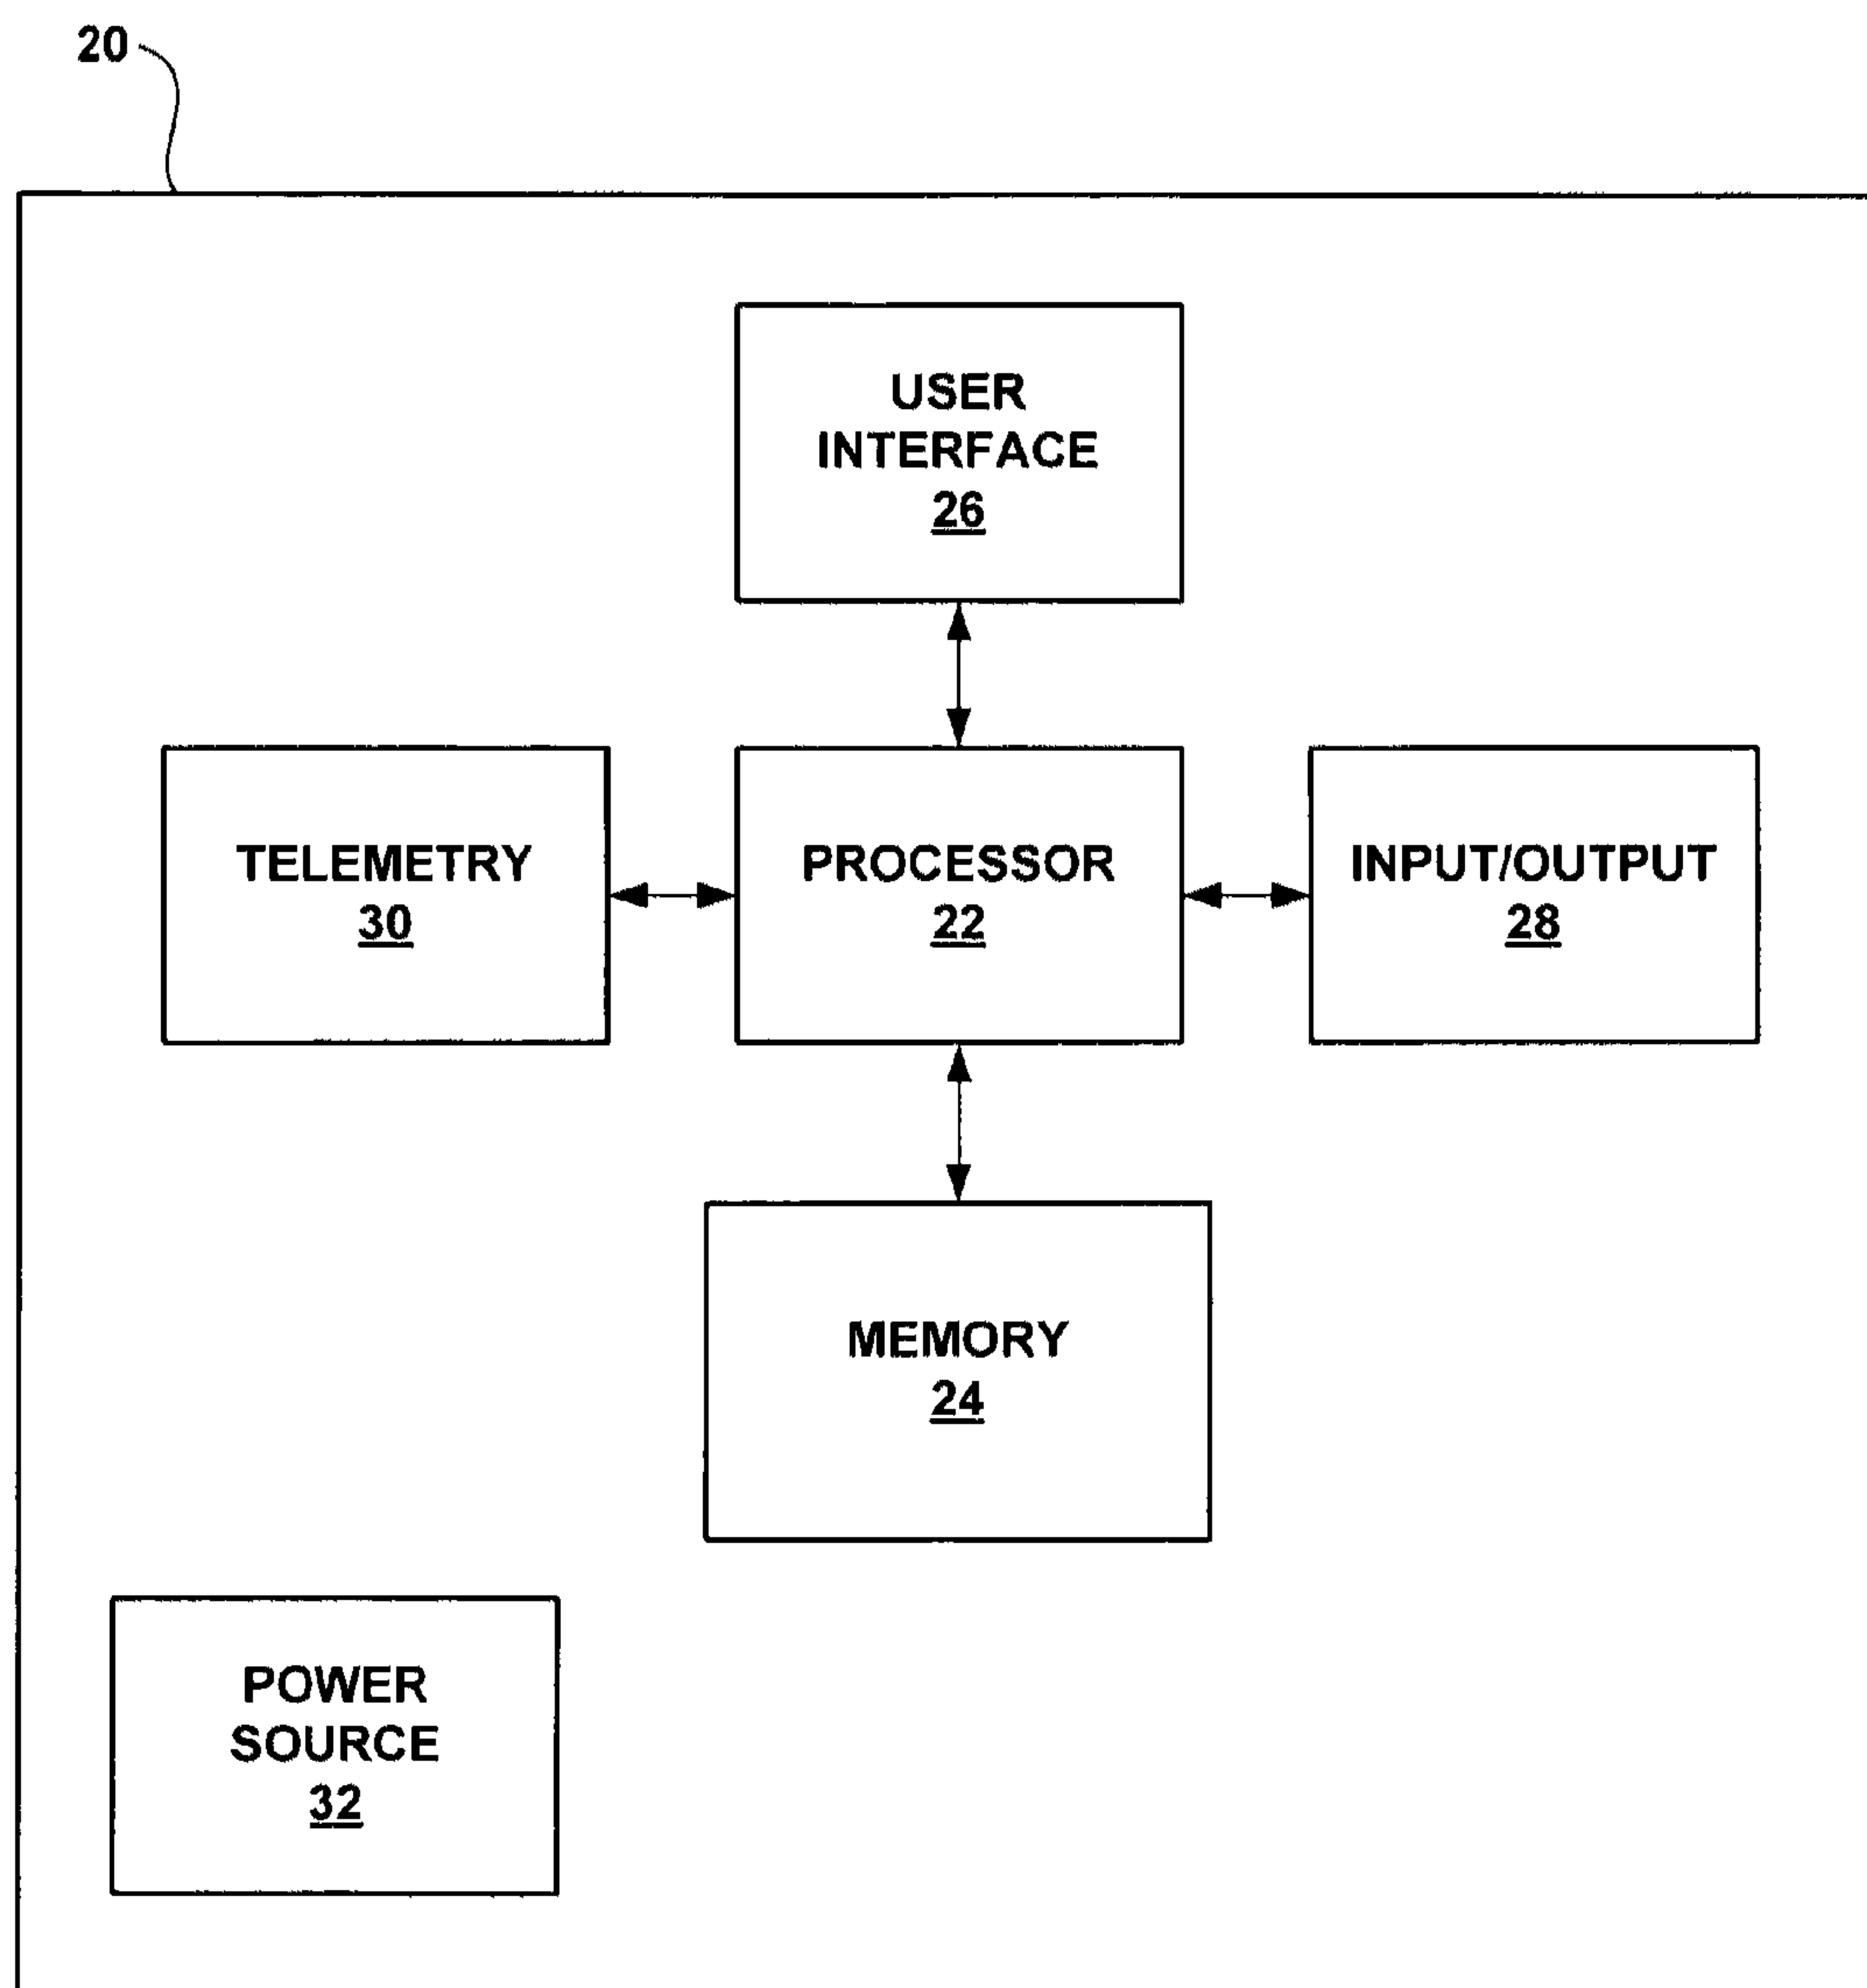 20
USER
INTERFACE
26
TELEMETRY
30
PROCESSOR
22
INPUT/OUTPUT
28
MEMORY
24
POWER
SOURCE
32